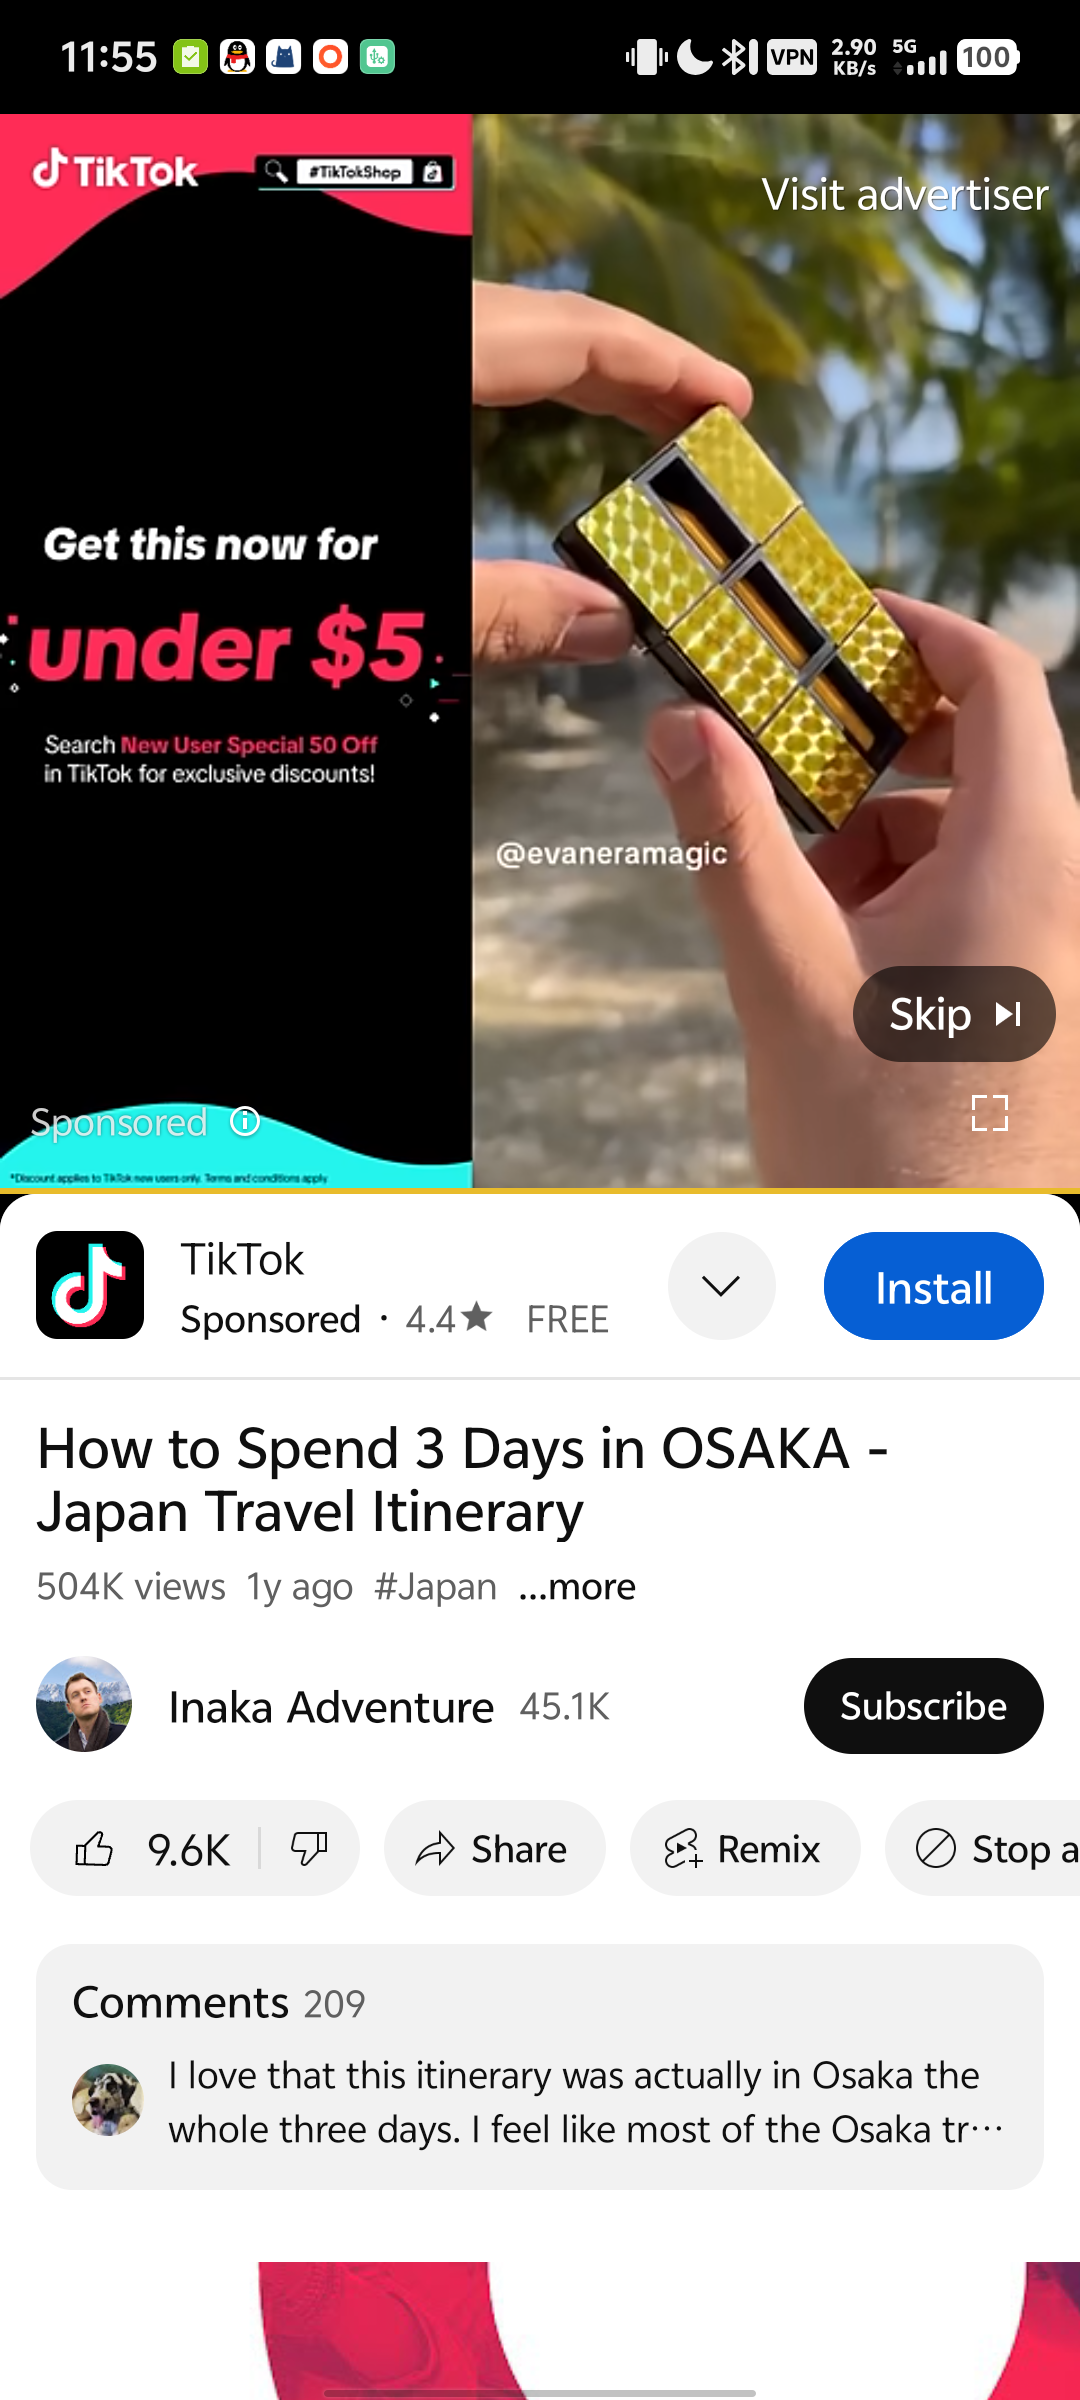 11:55
VPN
2.90
KB/s
5G
100
TikTok
#TikTokShop
Visit advertiser
Get this now for
under $5
Search New User Special 50 Off
in TikTok for exclusive discounts!
@evaneramagic
Skip
Sponsored
*Discount applies to TikTok new users only. Terms and conditions apply
TikTok
Sponsored · 4.4★ FREE
Install
How to Spend 3 Days in OSAKA -
Japan Travel Itinerary
504K views 1y ago #Japan ...more
Inaka Adventure 45.1K
Subscribe
9.6K
Share
Remix
Stop a
Comments 209
I love that this itinerary was actually in Osaka the
whole three days. I feel like most of the Osaka tr···